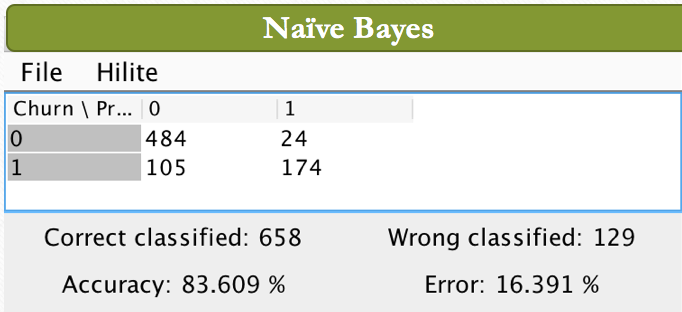 Naïve Bayes
File Hilite
Churn \ Pr... 0 1
0 484 24
1 105 174
Correct classified: 658 Wrong classified: 129
Accuracy: 83.609 % Error: 16.391 %